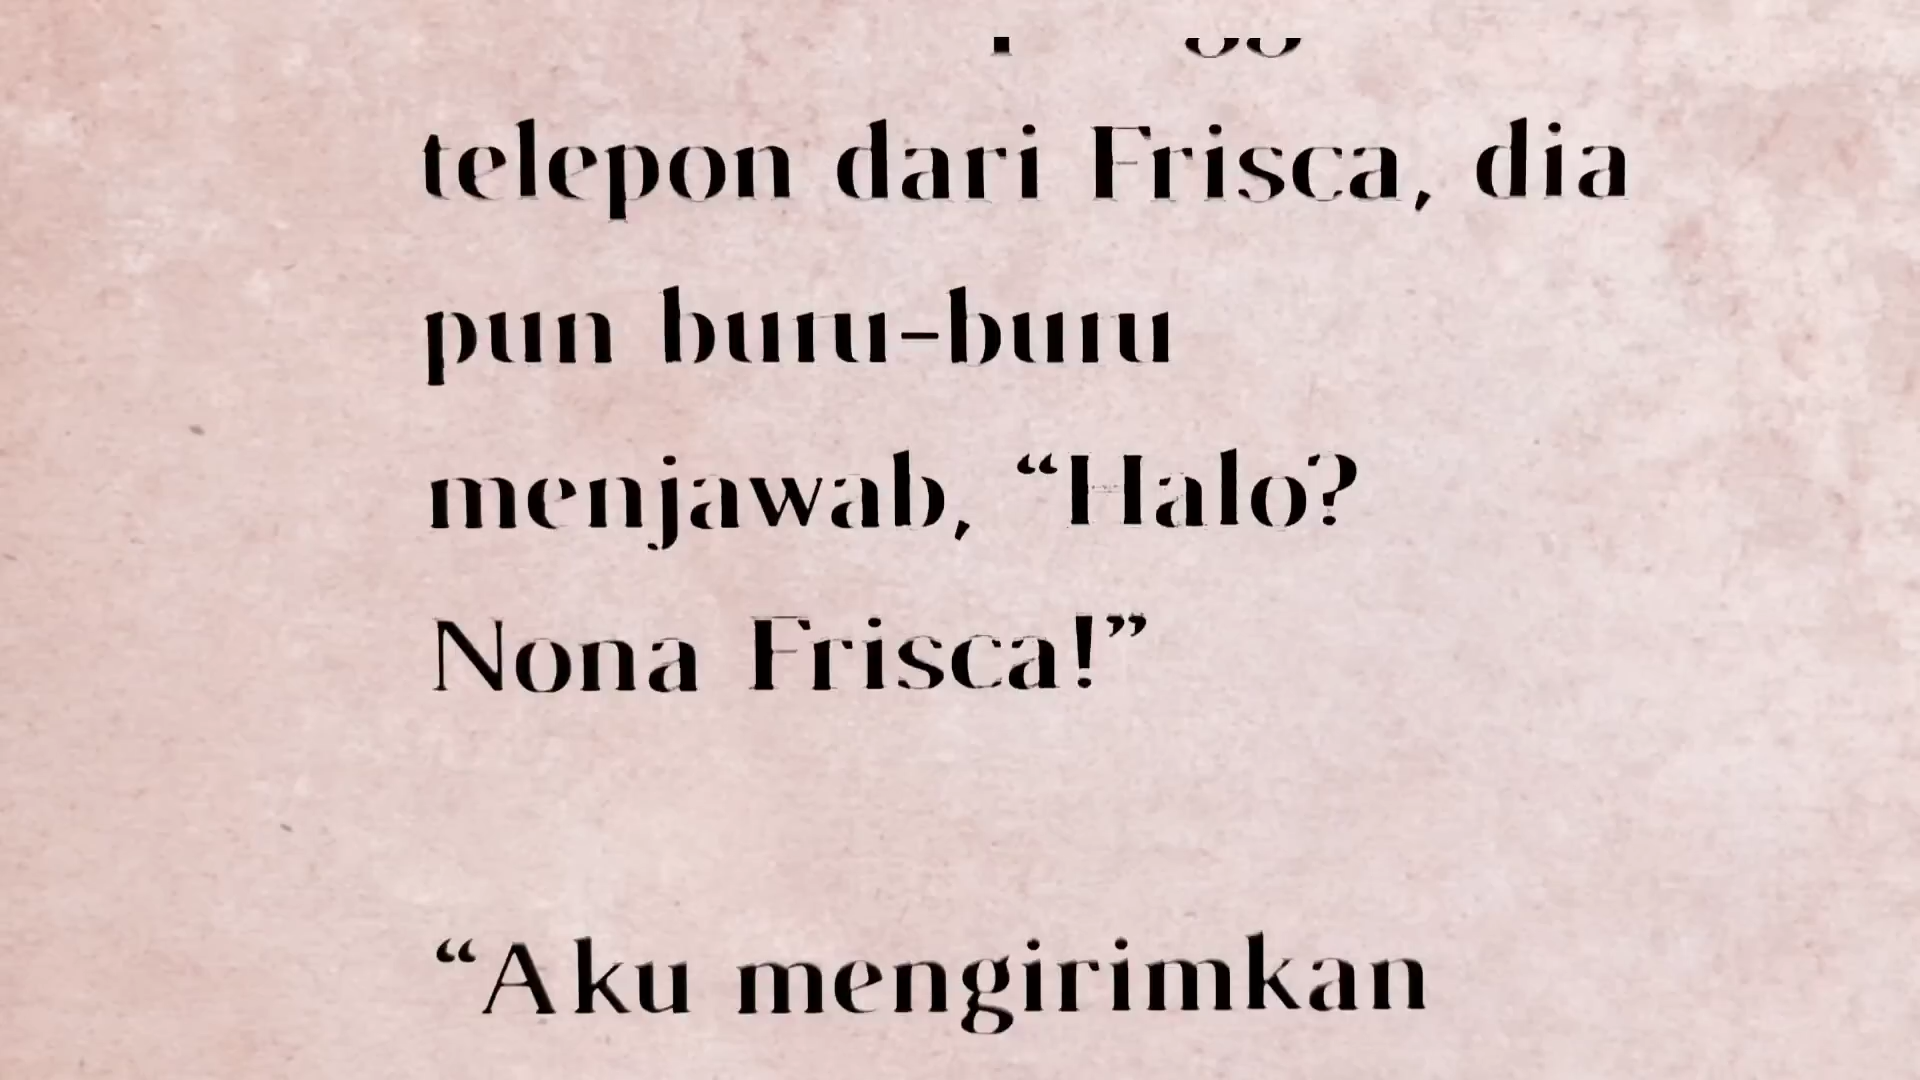 telepon dari Frisca, dia
pun buru-buru
menjawab, “Halo?
Nona Frisca!”
“Aku mengirimkan